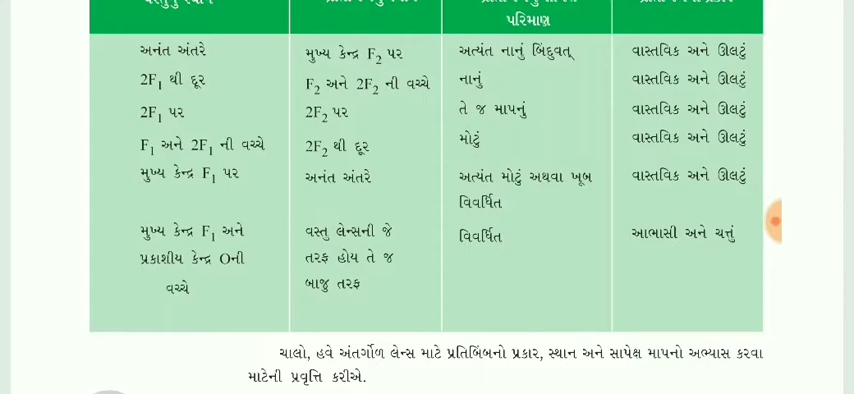 પરિમાણ
અનંત અંતરે મુખ્ય કેન્દ્ર F₂ પર અત્યંત નાનું બિંદુવત્ વાસ્તવિક અને ઊલટું
2F₁ થી દૂર F₂ અને 2F₂ ની વચ્ચે નાનું વાસ્તવિક અને ઊલટું
2F₁ પર 2F₂ પર તે જ માપનું વાસ્તવિક અને ઊલટું
F₁ અને 2F₁ ની વચ્ચે 2F₂ થી દૂર મોટું વાસ્તવિક અને ઊલટું
મુખ્ય કેન્દ્ર F₁ પર અનંત અંતરે અત્યંત મોટું અથવા ખૂબ વાસ્તવિક અને ઊલટું
વિવર્ધિત
મુખ્ય કેન્દ્ર F₁ અને વસ્તુ લેન્સની જે વિવર્ધિત આભાસી અને ચત્તું
પ્રકાશીય કેન્દ્ર Oની તરફ હોય તે જ
વચ્ચે બાજુ તરફ
ચાલો, હવે અંતર્ગોળ લેન્સ માટે પ્રતિબિંબનો પ્રકાર, સ્થાન અને સાપેક્ષ માપનો અભ્યાસ કરવા
માટેની પ્રવૃત્તિ કરીએ.